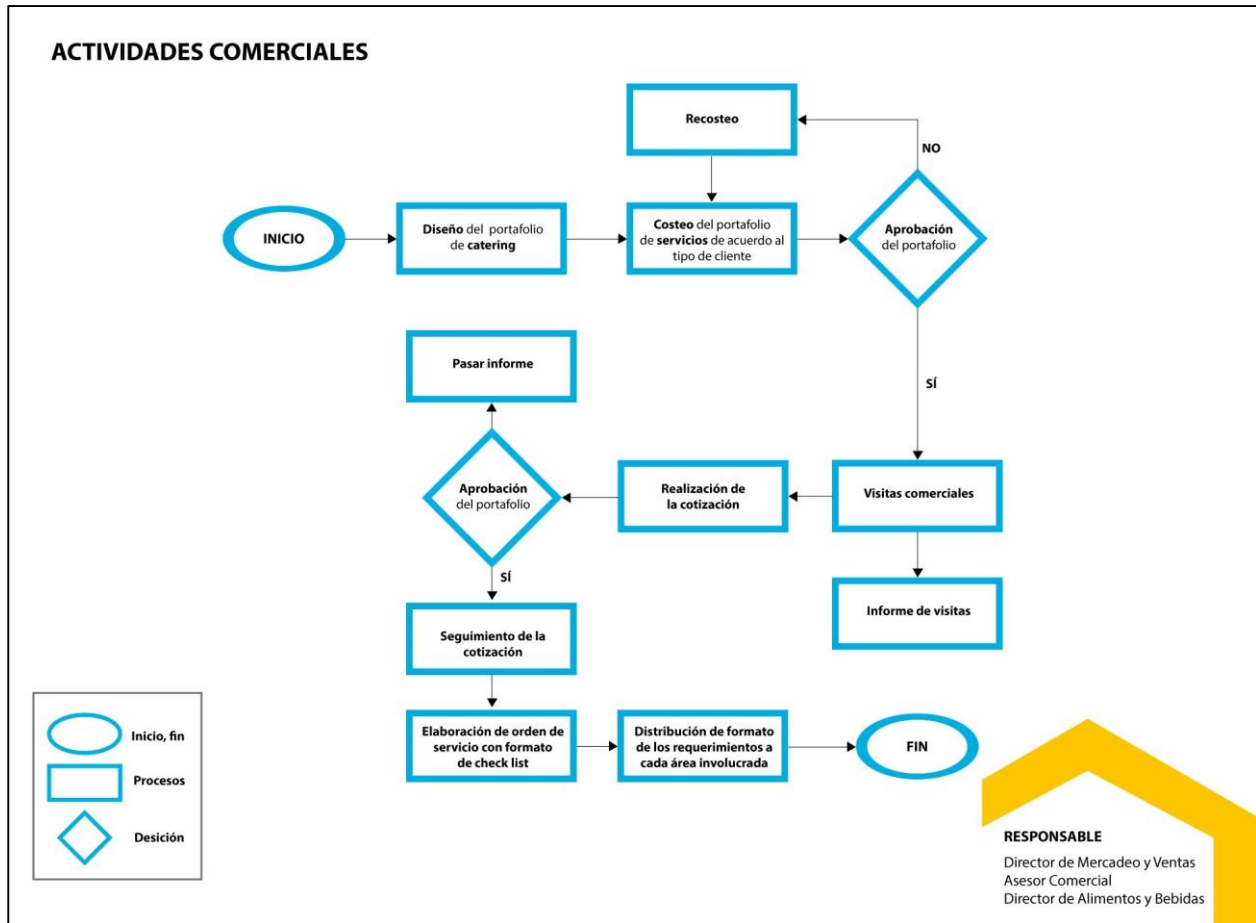 ACTIVIDADES COMERCIALES
Recosteo
NO
INICIO
Diseño del portafolio
de catering
Costeo del portafolio
de servicios de acuerdo al
tipo de cliente
Aprobación
del portafolio
SÍ
Pasar informe
Aprobación
del portafolio
Realización de
la cotización
Visitas comerciales
SÍ
Informe de visitas
Seguimiento de la
cotización
Elaboración de orden de
servicio con formato
de check list
Distribución de formato
de los requerimientos a
cada área involucrada
FIN
Inicio, fin
Procesos
Desición
RESPONSABLE
Director de Mercadeo y Ventas
Asesor Comercial
Director de Alimentos y Bebidas